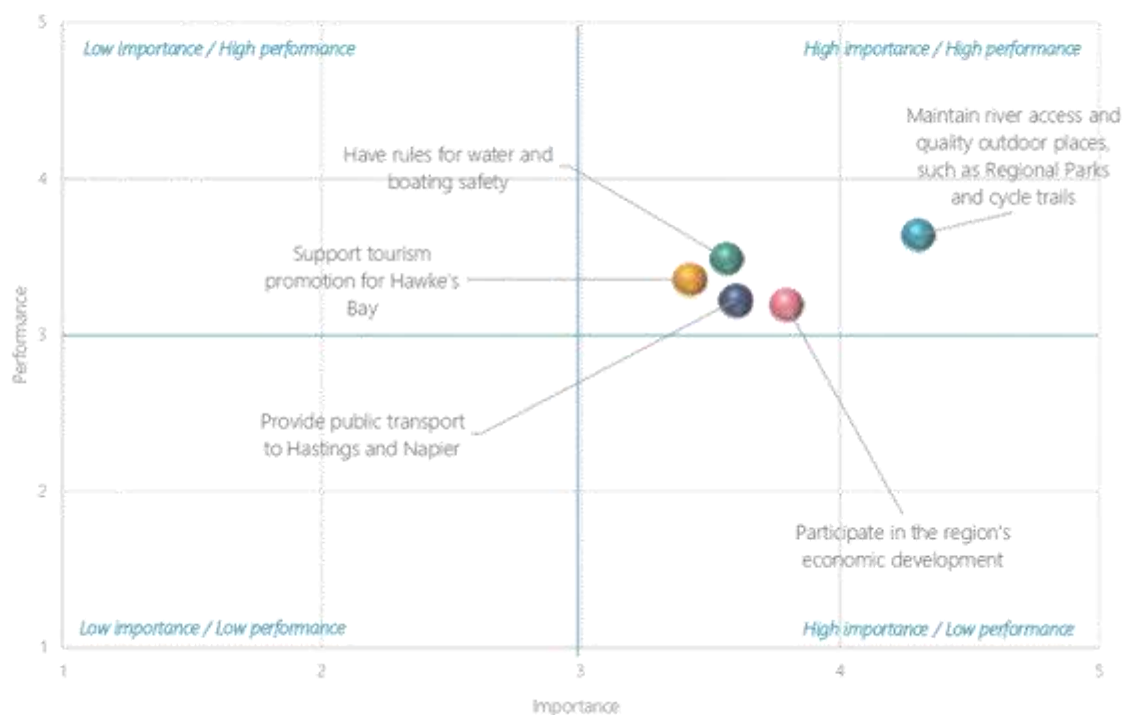 5
Low importance / High performance
High importance / High performance
Maintain river access and
quality outdoor places,
such as Regional Parks
and cycle trails
Have rules for water and
boating safety
4
Support tourism
promotion for Hawke's
Bay
Performance
3
Provide public transport
to Hastings and Napier
2
Participate in the region's
economic development
Low importance / Low performance
High importance / Low performance
1
1 2 3 4 5
Importance